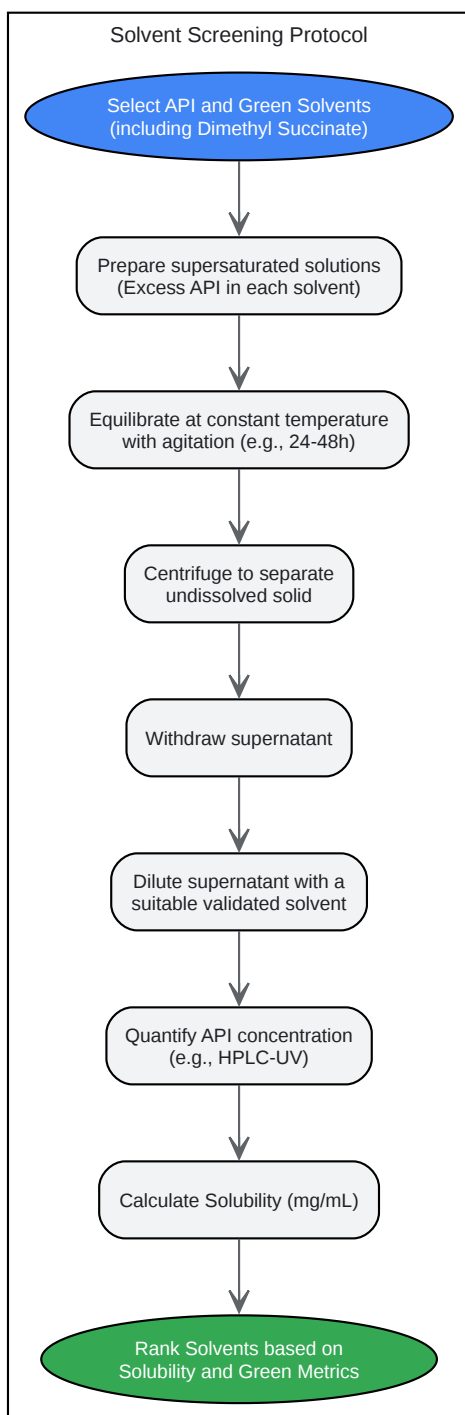 Solvent Screening Protocol
Select API and Green Solvents
(including Dimethyl Succinate)
Prepare supersaturated solutions
(Excess API in each solvent)
Equilibrate at constant temperature
with agitation (e.g., 24-48h)
Centrifuge to separate
undissolved solid
Withdraw supernatant
Dilute supernatant with a
suitable validated solvent
Quantify API concentration
(e.g., HPLC-UV)
Calculate Solubility (mg/mL)
Rank Solvents based on
Solubility and Green Metrics